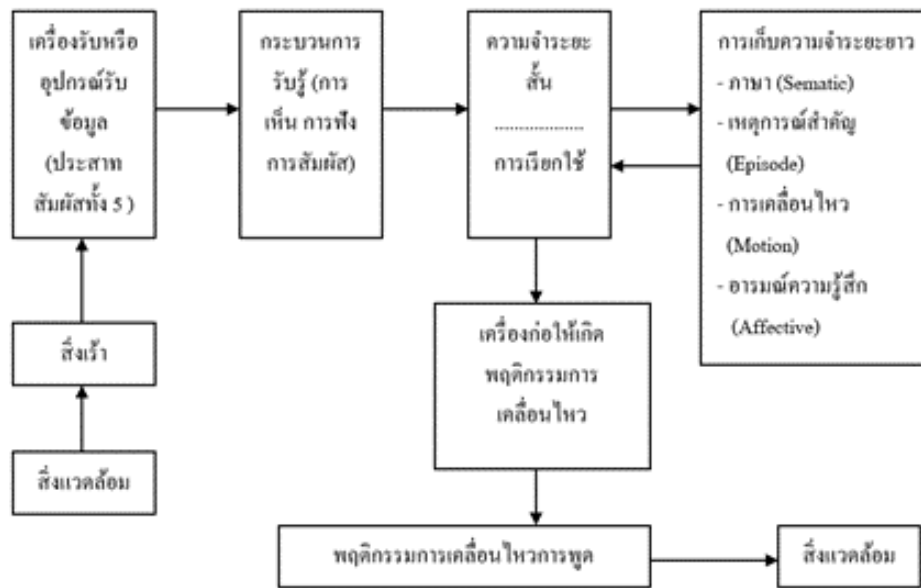 เครื่องรับหรือ
อุปกรณ์รับ
ข้อมูล
(ประสาท
สัมผัสทั้ง 5 )
กระบวนการ
รับรู้ (การ
เห็น การฟัง
การสัมผัส)
ความจำระยะ
สั้น
....................
การเรียกใช้
การเก็บความจำระยะยาว
- ภาษา (Sematic)
- เหตุการณ์สำคัญ
(Episode)
- การเคลื่อนไหว
(Motion)
- อารมณ์ความรู้สึก
(Affective)
สิ่งเร้า
สิ่งแวดล้อม
เครื่องก่อให้เกิด
พฤติกรรมการ
เคลื่อนไหว
พฤติกรรมการเคลื่อนไหวการพูด
สิ่งแวดล้อม